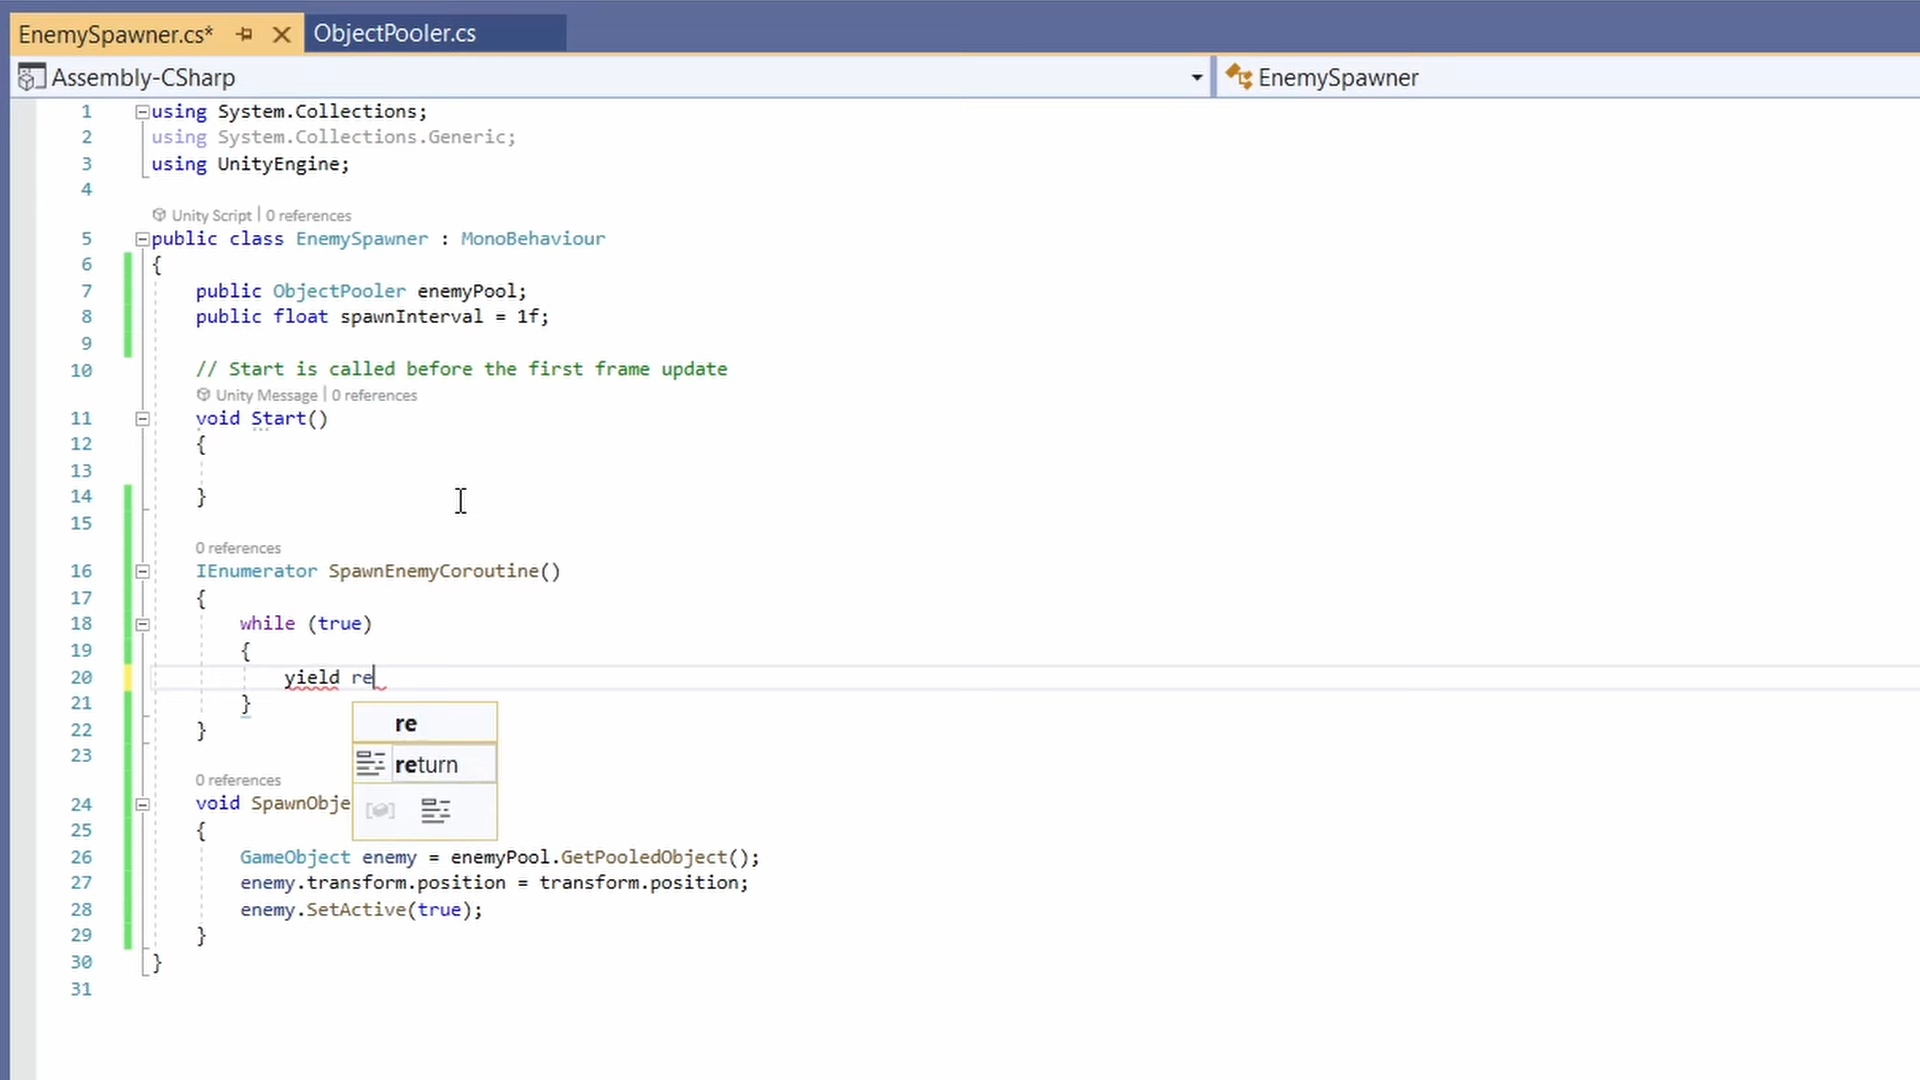 EnemySpawner.cs* ObjectPooler.cs
Assembly-CSharp EnemySpawner
1 using System.Collections;
2 using System.Collections.Generic;
3 using UnityEngine;
4
Unity Script | 0 references
5 public class EnemySpawner : MonoBehaviour
6 {
7 public ObjectPooler enemyPool;
8 public float spawnInterval = 1f;
9
10 // Start is called before the first frame update
Unity Message | 0 references
11 void Start()
12 {
13
14 }
15
0 references
16 IEnumerator SpawnEnemyCoroutine()
17 {
18 while (true)
19 {
20 yield re
21 }
re
22 }
23
return
0 references
24 void SpawnObje
25 {
26 GameObject enemy = enemyPool.GetPooledObject();
27 enemy.transform.position = transform.position;
28 enemy.SetActive(true);
29 }
30 }
31